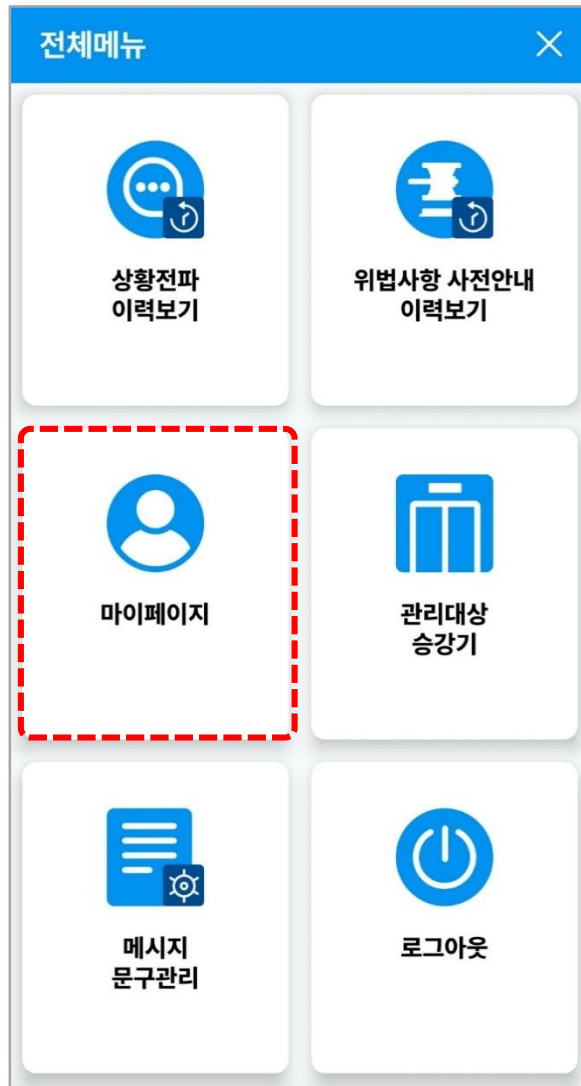 전체메뉴
상황전파
이력보기
위법사항 사전안내
이력보기
마이페이지
관리대상
승강기
메시지
문구관리
로그아웃